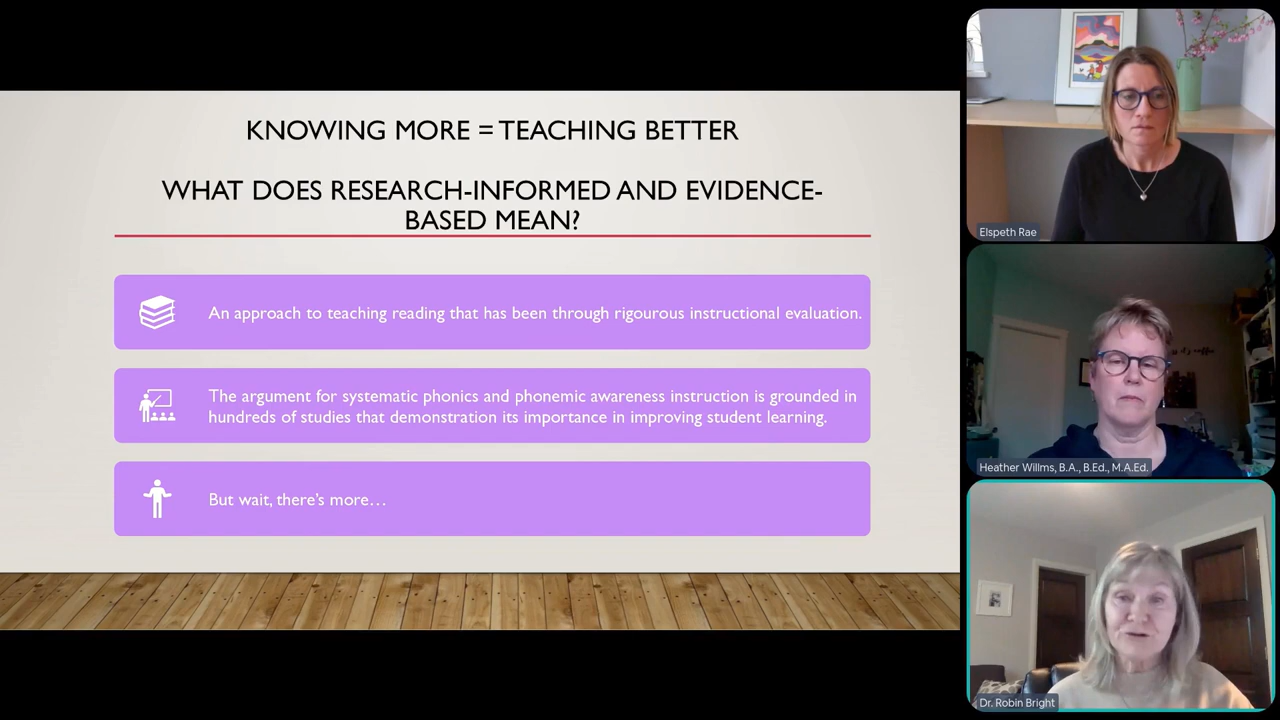 KNOWING MORE = TEACHING BETTER
WHAT DOES RESEARCH-INFORMED AND EVIDENCE-
BASED MEAN?
An approach to teaching reading that has been through rigourous instructional evaluation.
The argument for systematic phonics and phonemic awareness instruction is grounded in
hundreds of studies that demonstration its importance in improving student learning.
But wait, there's more…
Elspeth Rae
Heather Willms, B.A., B.Ed., M.A.Ed.
Dr. Robin Bright